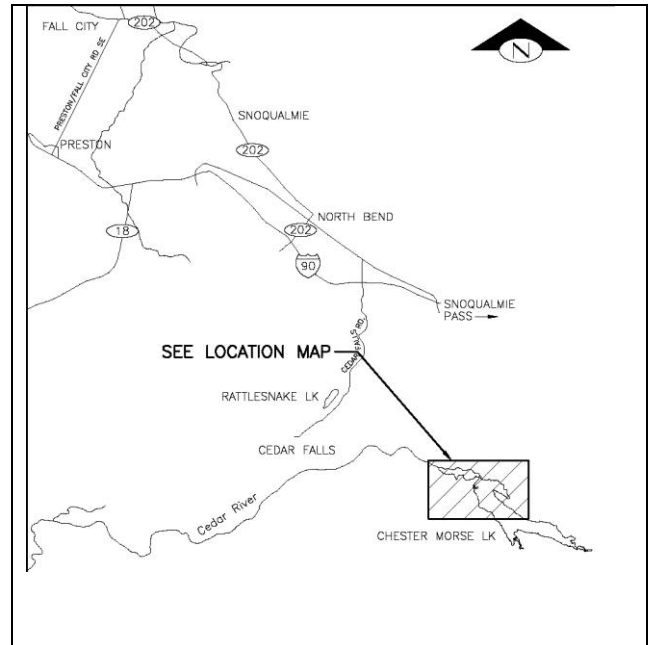 FALL CITY
202
N
PRESTON/FALL CITY RD SE
SNOQUALMIE
PRESTON
202
NORTH BEND
202
18
90
SNOQUALMIE
PASS
CEDAR FALLS RD.
SEE LOCATION MAP
RATTLESNAKE LK
CEDAR FALLS
Cedar River
CHESTER MORSE LK